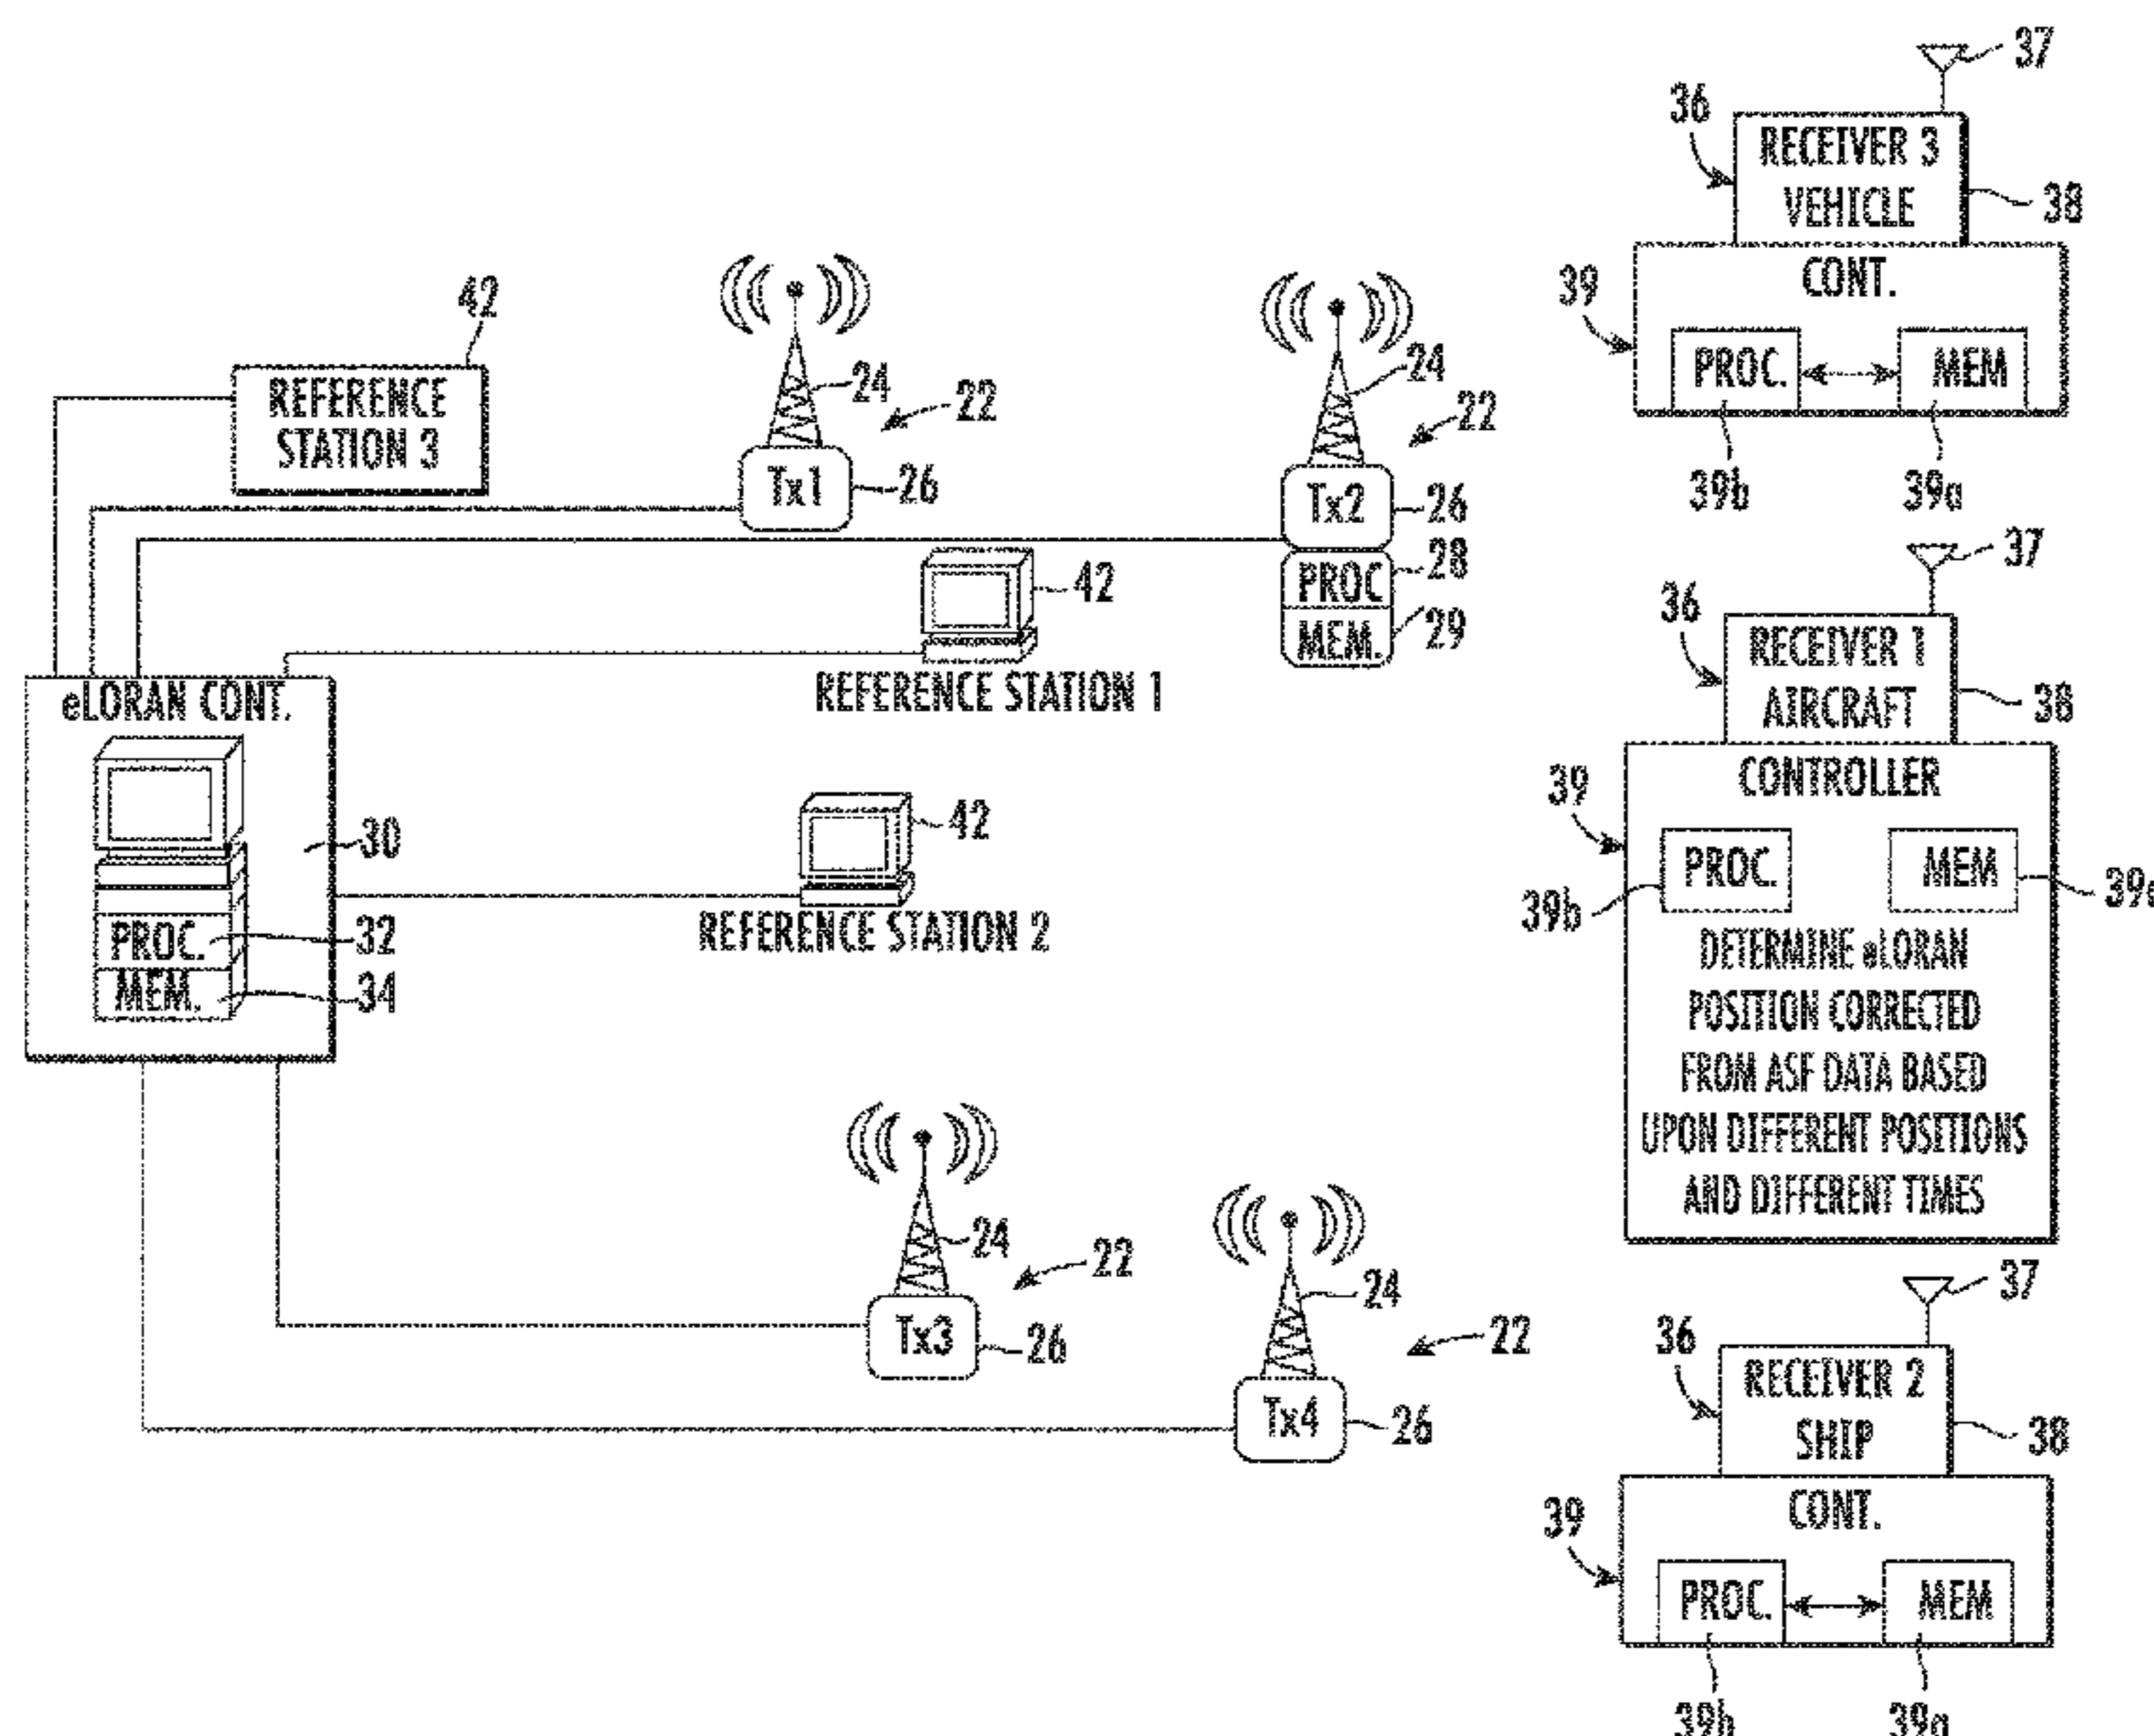 42
REFERENCE
STATION 3
24
22
Tx1
26
24
22
Tx2
26
PROC
28
MEM.
29
42
REFERENCE STATION 1
eLORAN CONT.
30
PROC.
32
MEM.
34
42
REFERENCE STATION 2
24
22
Tx3
26
24
22
Tx4
26
37
36
RECEIVER 3
VEHICLE
38
39
CONT.
PROC.
MEM
39b
39a
37
36
RECEIVER 1
AIRCRAFT
38
39
CONTROLLER
PROC.
MEM
39b
39a
DETERMINE eLORAN
POSITION CORRECTED
FROM ASF DATA BASED
UPON DIFFERENT POSITIONS
AND DIFFERENT TIMES
37
36
RECEIVER 2
SHIP
38
39
CONT.
PROC.
MEM
39b
39a